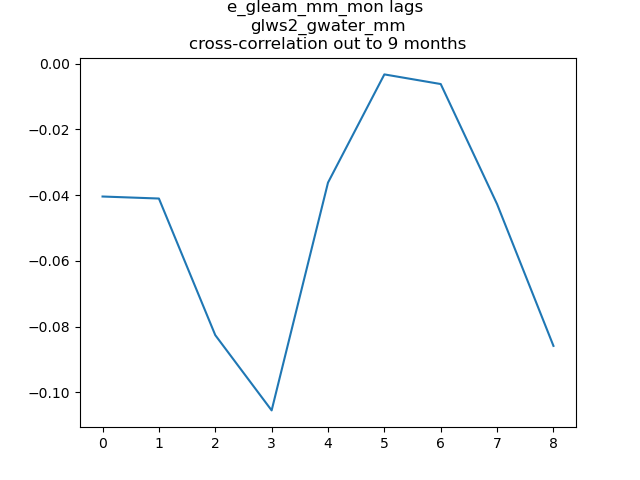 e_gleam_mm_mon lags
glws2_gwater_mm
cross-correlation out to 9 months
0.00
−0.02
−0.04
−0.06
−0.08
−0.10
0 1 2 3 4 5 6 7 8